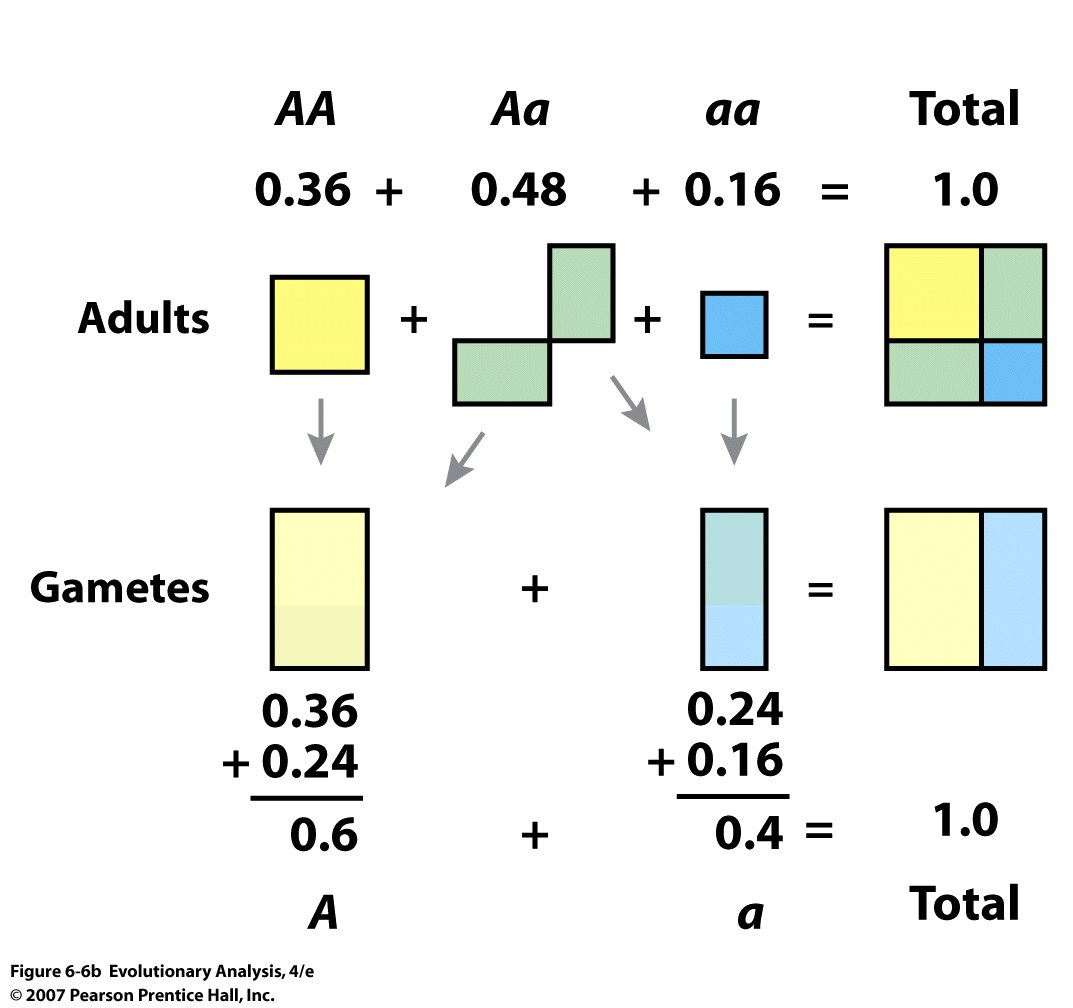 AA Aa aa Total
0.36 + 0.48 + 0.16 = 1.0
Adults + + =
Gametes + =
0.36 0.24
+ 0.24 + 0.16
0.6 + 0.4 = 1.0
A a Total
Figure 6-6b Evolutionary Analysis, 4/e
© 2007 Pearson Prentice Hall, Inc.